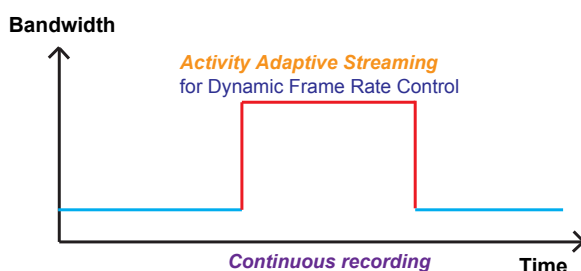 Bandwidth
Activity Adaptive Streaming
for Dynamic Frame Rate Control
Continuous recording
Time